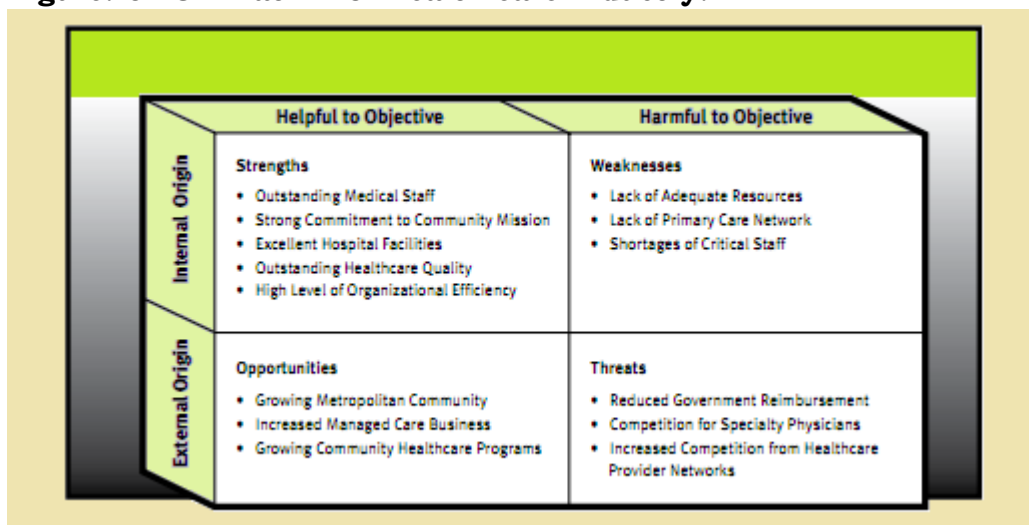 Helpful to Objective
Harmful to Objective
Internal Origin
Strengths
• Outstanding Medical Staff
• Strong Commitment to Community Mission
• Excellent Hospital Facilities
• Outstanding Healthcare Quality
• High Level of Organizational Efficiency
Weaknesses
• Lack of Adequate Resources
• Lack of Primary Care Network
• Shortages of Critical Staff
External Origin
Opportunities
• Growing Metropolitan Community
• Increased Managed Care Business
• Growing Community Healthcare Programs
Threats
• Reduced Government Reimbursement
• Competition for Specialty Physicians
• Increased Competition from Healthcare
Provider Networks